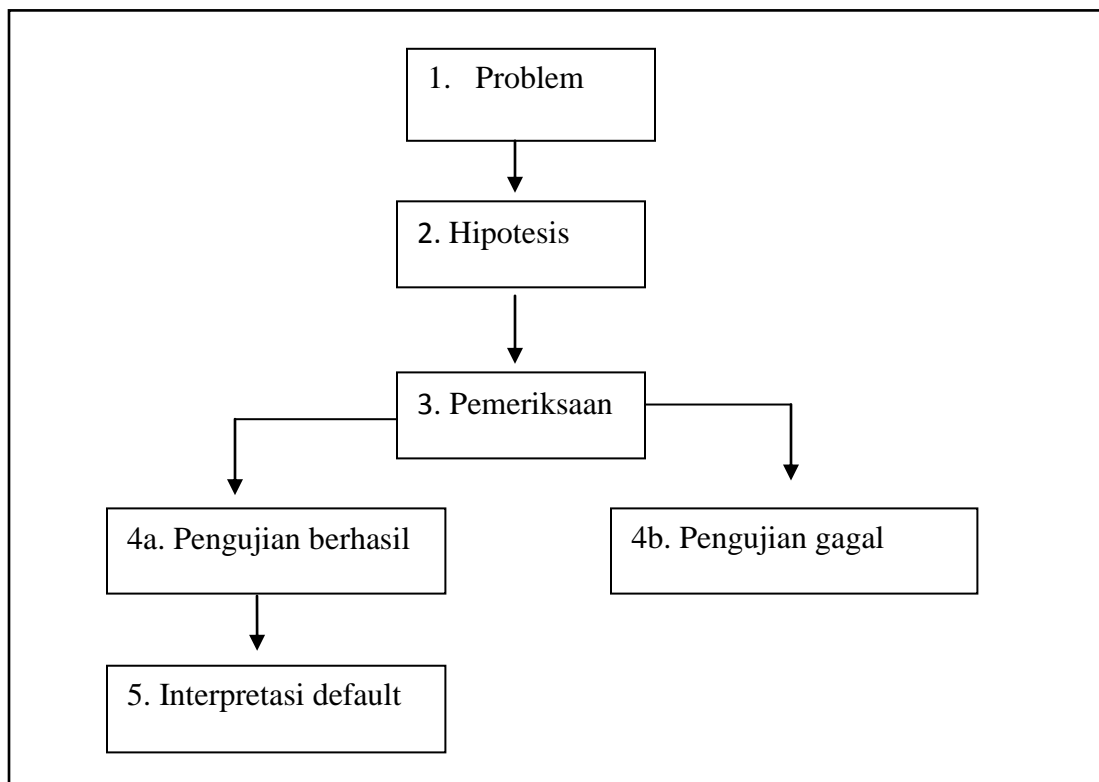 1. Problem
2. Hipotesis
3. Pemeriksaan
4a. Pengujian berhasil
4b. Pengujian gagal
5. Interpretasi default